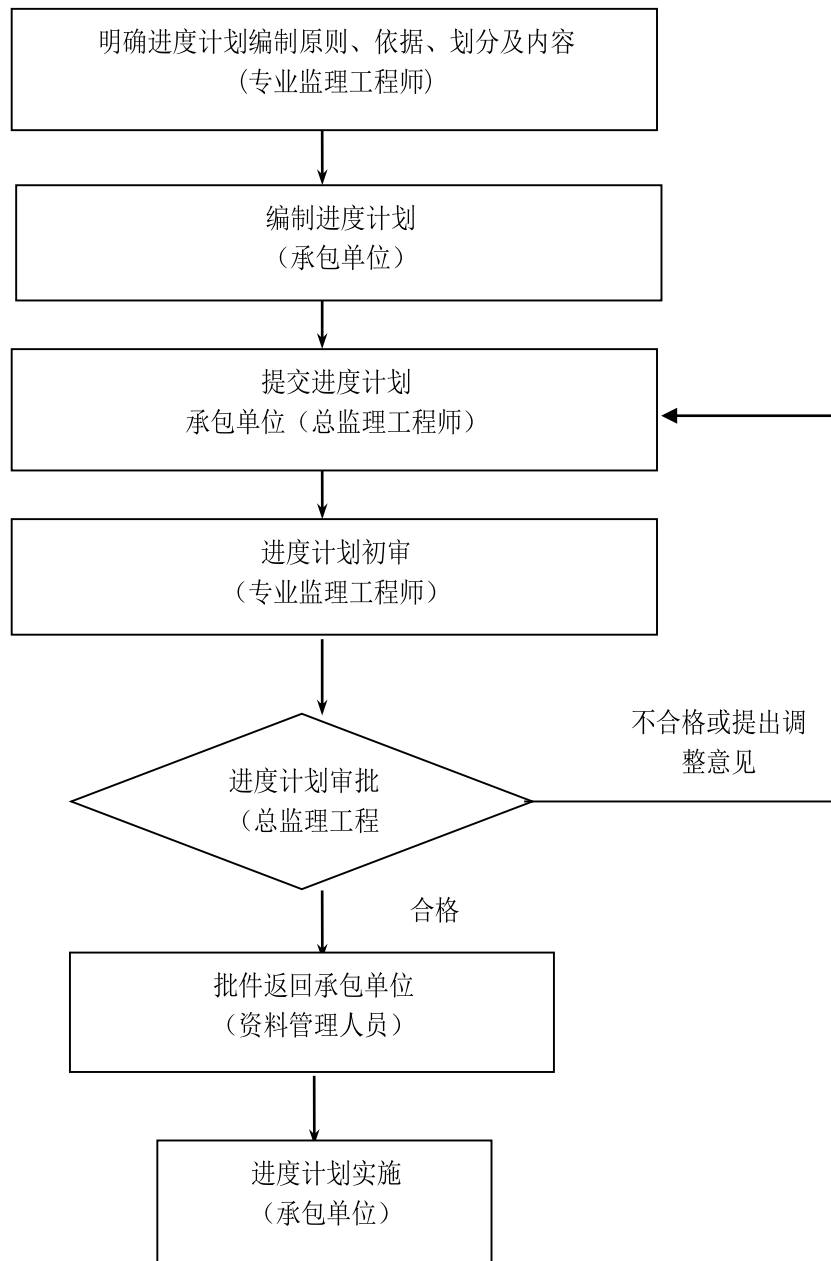 明确进度计划编制原则、依据、划分及内容
(专业监理工程师)
编制进度计划
（承包单位）
提交进度计划
承包单位（总监理工程师）
进度计划初审
（专业监理工程师）
不合格或提出调
整意见
进度计划审批
（总监理工程
合格
批件返回承包单位
（资料管理人员）
进度计划实施
（承包单位）